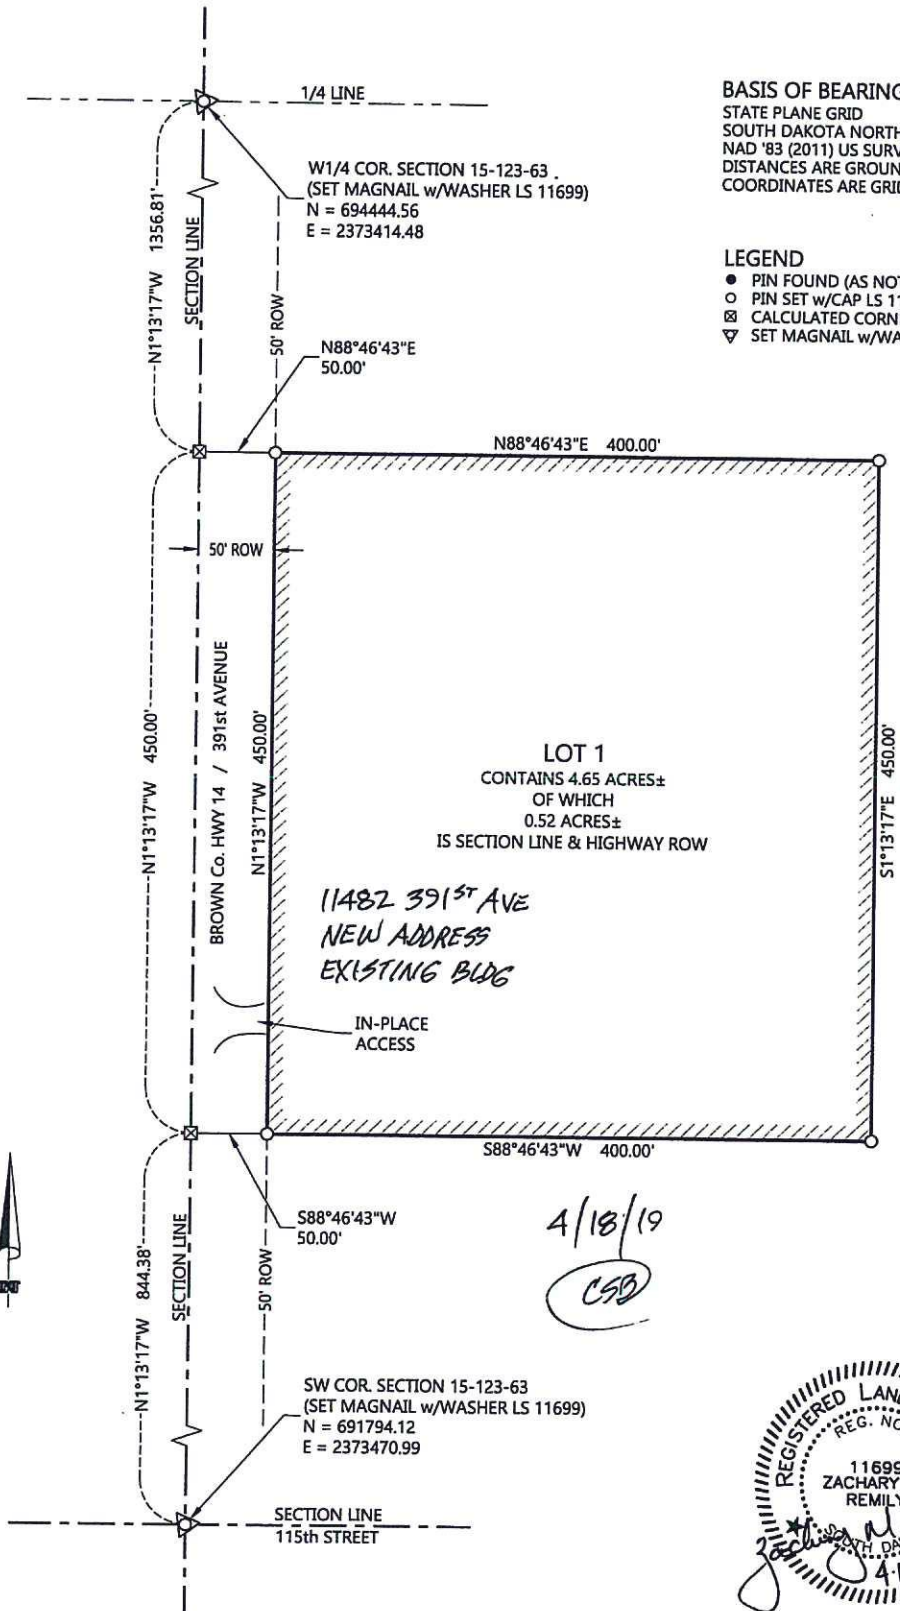 1/4 LINE
W1/4 COR. SECTION 15-123-63
(SET MAGNAIL w/WASHER LS 11699)
N = 694444.56
E = 2373414.48
BASIS OF BEARING
STATE PLANE GRID
SOUTH DAKOTA NORTH
NAD '83 (2011) US SURV
DISTANCES ARE GROUN
COORDINATES ARE GRI
LEGEND
PIN FOUND (AS NOT
PIN SET w/CAP LS 11
CALCULATED CORN
SET MAGNAIL w/WA
N1°13'17"W 1356.81'
SECTION LINE
50' ROW
N88°46'43"E
50.00'
N88°46'43"E 400.00'
50' ROW
N1°13'17"W 450.00'
BROWN Co. HWY 14 / 391st AVENUE
N1°13'17"W 450.00'
LOT 1
CONTAINS 4.65 ACRES±
OF WHICH
0.52 ACRES±
IS SECTION LINE & HIGHWAY ROW
S1°13'17"E 450.00'
11482 391ST AVE
NEW ADDRESS
EXISTING BLDG
IN-PLACE
ACCESS
S88°46'43"W 400.00'
S88°46'43"W
50.00'
4/18/19
CSB
N1°13'17"W 844.38'
SECTION LINE
50' ROW
SW COR. SECTION 15-123-63
(SET MAGNAIL w/WASHER LS 11699)
N = 691794.12
E = 2373470.99
SECTION LINE
115th STREET
REGISTERED LAN
REG. NO
11699
ZACHARY
REMILY
SOUTH DA